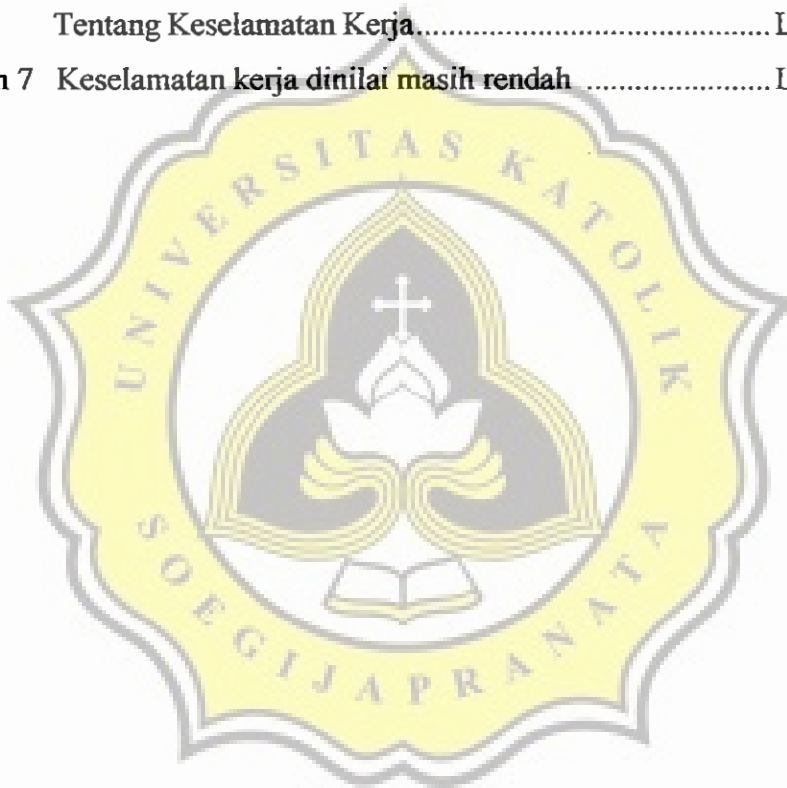 Tentang Keselamatan Kerja....................................... L
n 7 Keselamatan kerja dinilai masih rendah ..................... L
UNIVERSITAS KATOLIK
SOEGIJAPRANATA